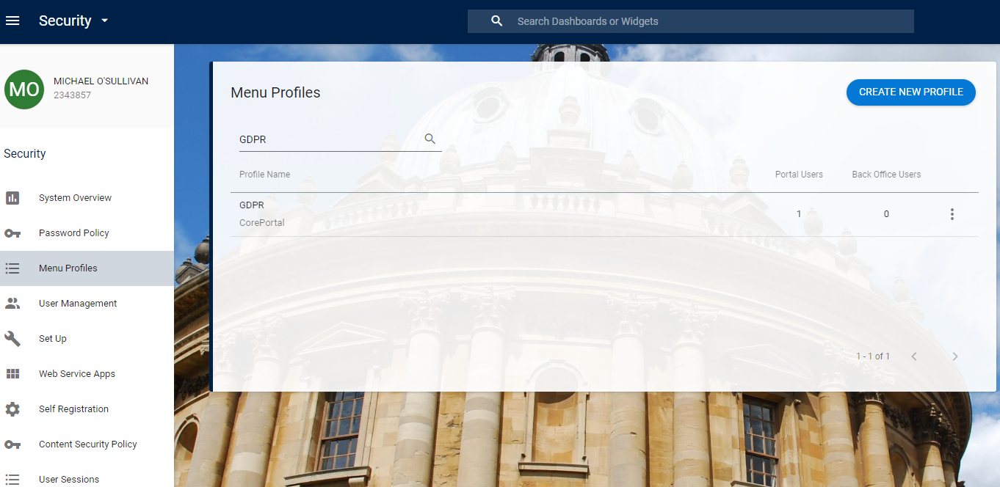 Security
Search Dashboards or Widgets
MO
MICHAEL O'SULLIVAN
2343857
Security
System Overview
Password Policy
Menu Profiles
User Management
Set Up
Web Service Apps
Self Registration
Content Security Policy
User Sessions
Menu Profiles
CREATE NEW PROFILE
GDPR
Profile Name Portal Users Back Office Users
GDPR 1 0
CorePortal
1 - 1 of 1